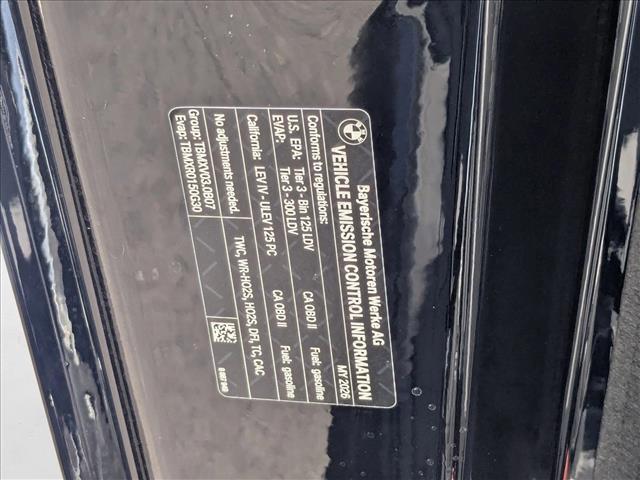 Bayerische Motoren Werke AG
VEHICLE EMISSION CONTROL INFORMATION
Conforms to regulations: MY 2026
U.S. EPA: Tier 3 - Bin 125 LDV CA OBD II Fuel: gasoline
EVAP: Tier 3 - 300 LDV
California: LEV IV - ULEV 125 PC CA OBD II Fuel: gasoline
No adjustments needed. TWC, WR-HO2S, HO2S, DFI, TC, CAC
Group: TBMXV03.0B07
Evap: TBMXR0150G30